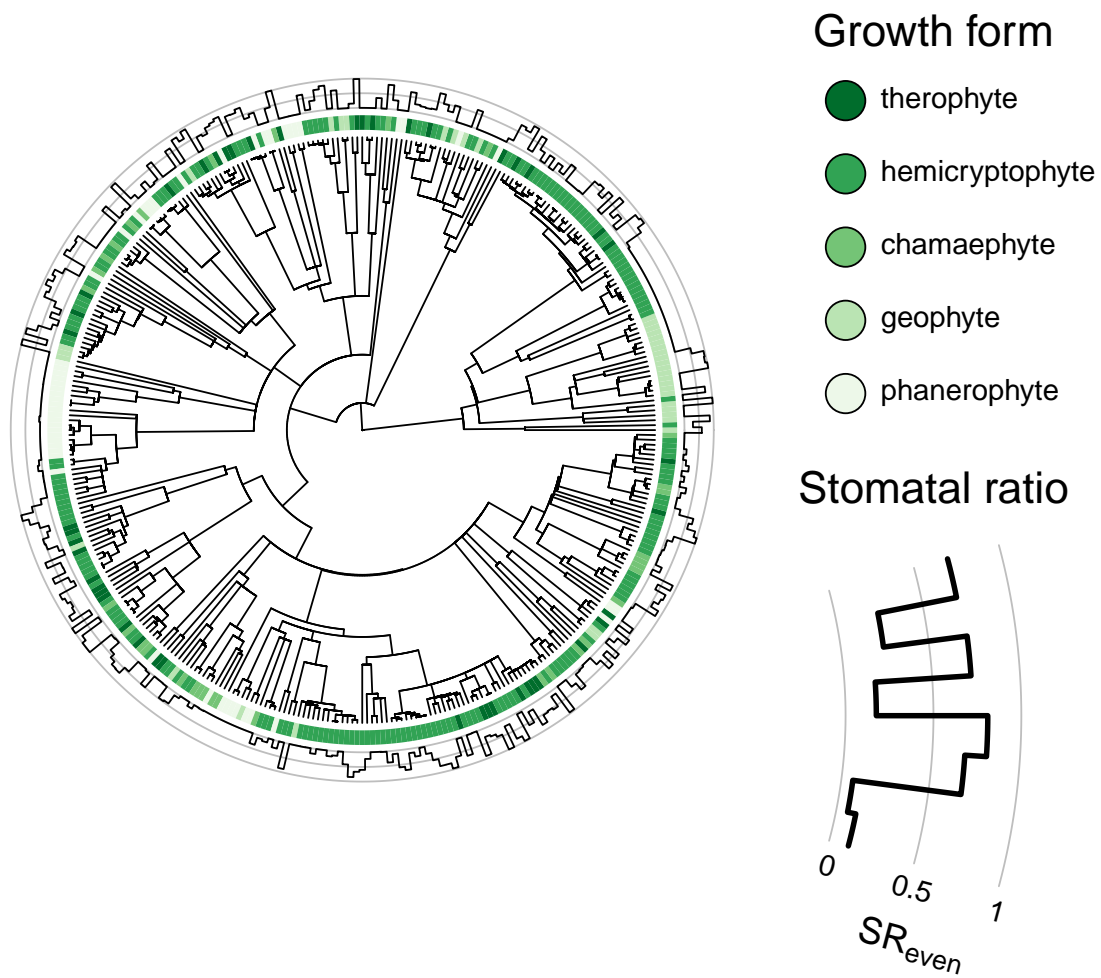 Growth form
therophyte
hemicryptophyte
chamaephyte
geophyte
phanerophyte
Stomatal ratio
0
0.5
1
SReven